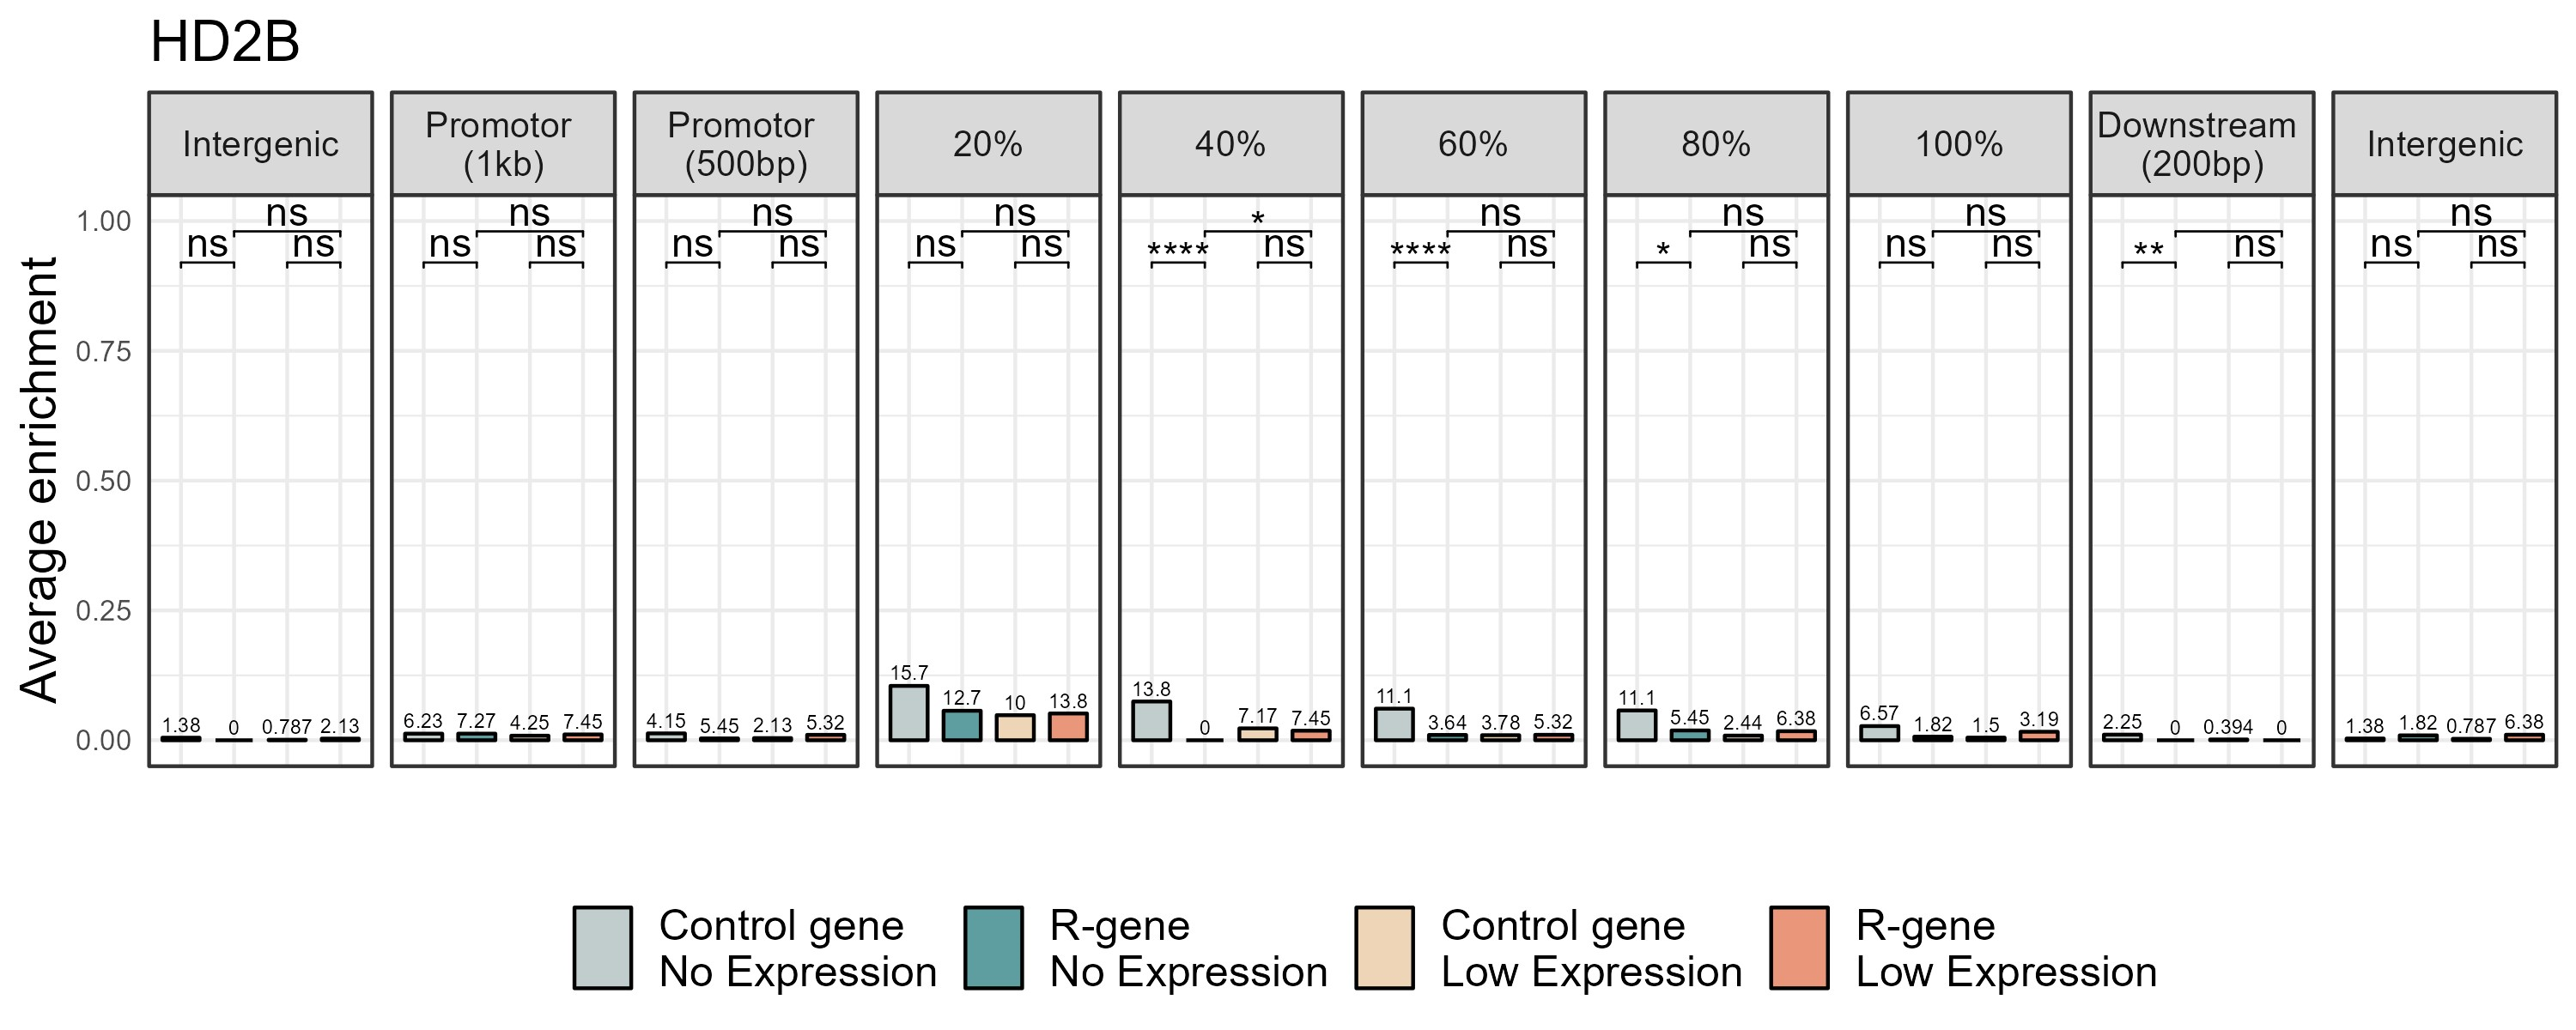 HD2B
Intergenic
Promotor
(1kb)
Promotor
(500bp)
20%
40%
60%
80%
100%
Downstream
(200bp)
Intergenic
Average enrichment
1.00
0.75
0.50
0.25
0.00
ns
ns ns
ns
ns ns
ns
ns ns
ns
ns ns
*
**** ns
ns
**** ns
ns
* ns
ns
ns ns
** ns
ns
ns ns
1.38 0 0.787 2.13
6.23 7.27 4.25 7.45
4.15 5.45 2.13 5.32
15.7 12.7 10 13.8
13.8 0 7.17 7.45
11.1 3.64 3.78 5.32
11.1 5.45 2.44 6.38
6.57 1.82 1.5 3.19
2.25 0 0.394 0
1.38 1.82 0.787 6.38
Control gene
No Expression
R-gene
No Expression
Control gene
Low Expression
R-gene
Low Expression